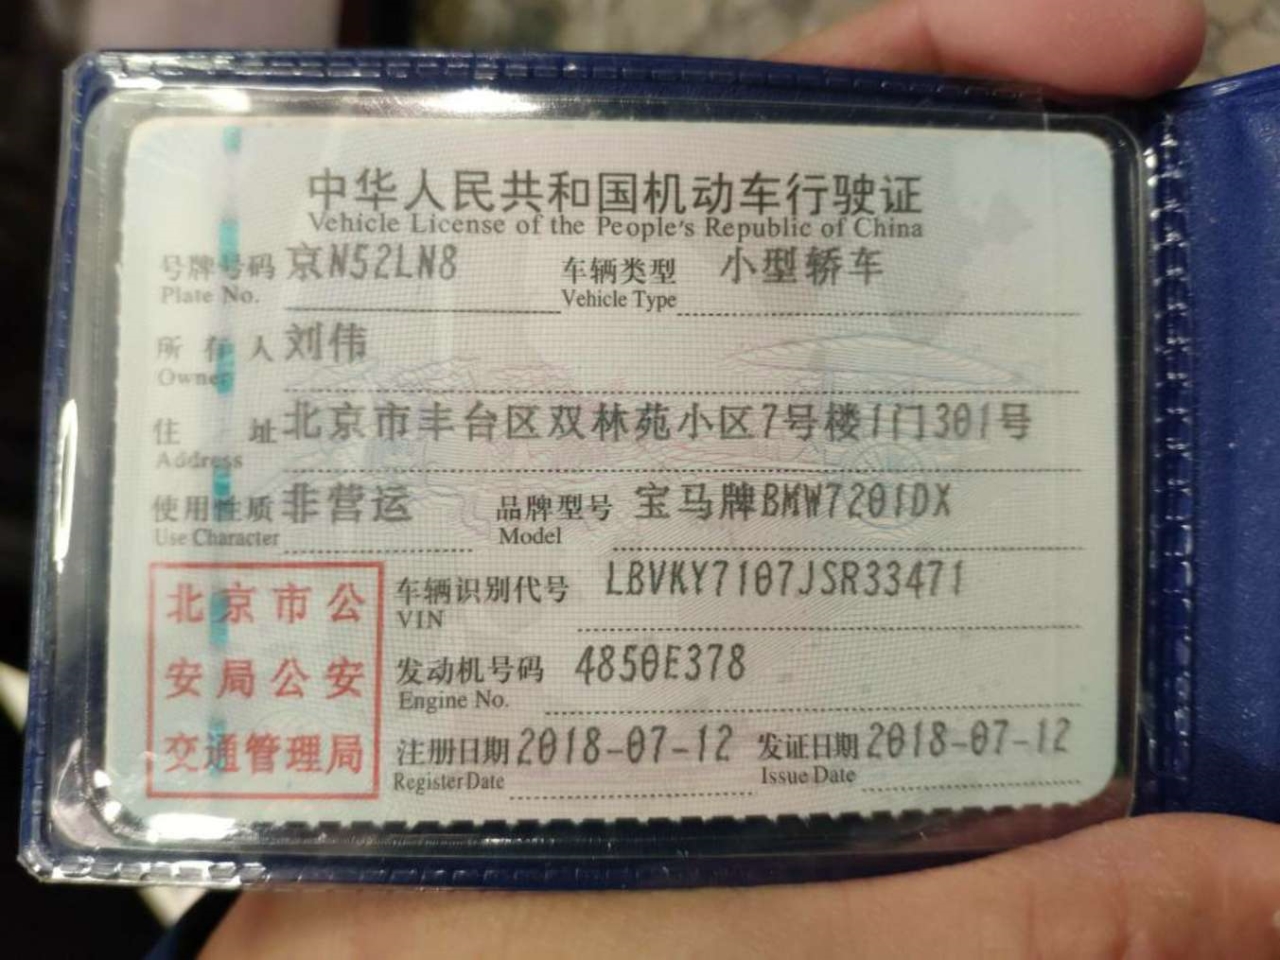 中华人民共和国机动车行驶证
Vehicle License of the People's Republic of China
号牌号码 京N52LN8 车辆类型 小型轿车
Plate No. Vehicle Type
所有人 刘伟
Owner
住址 北京市丰台区双林苑小区7号楼1门301号
Address
使用性质 非营运 品牌型号 宝马牌BMW7201DX
Use Character Model
北京市公
安局公安
交通管理局
车辆识别代号 LBVKY7107JSR33471
VIN
发动机号码 4850E378
Engine No.
注册日期 2018-07-12 发证日期 2018-07-12
Register Date Issue Date